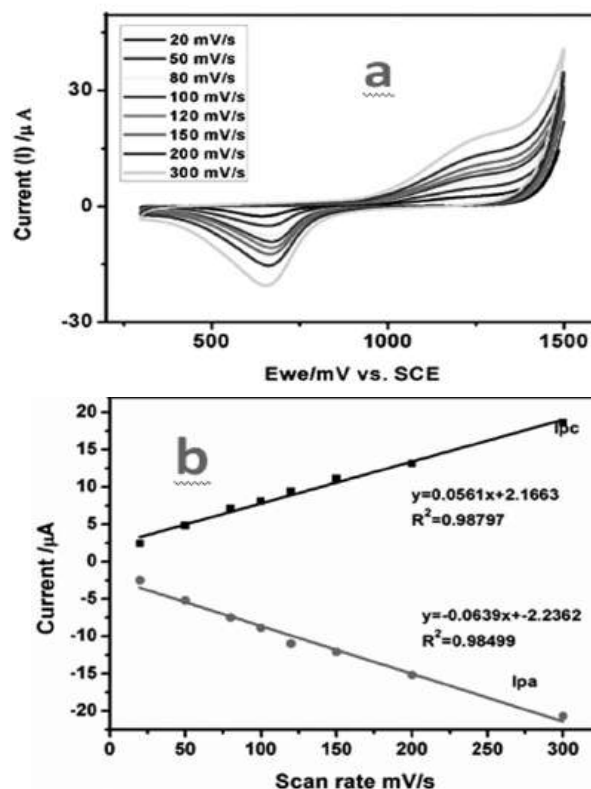 a
20 mV/s
50 mV/s
80 mV/s
100 mV/s
120 mV/s
150 mV/s
200 mV/s
300 mV/s
Current (I) /μ A
30
0
-30
500
1000
1500
Ewe/mV vs. SCE
b
Ipc
y=0.0561x+2.1663
R²=0.98797
y=-0.0639x+-2.2362
R²=0.98499
Ipa
Current /μA
20
15
10
5
0
-5
-10
-15
-20
0
50
100
150
200
250
300
Scan rate mV/s